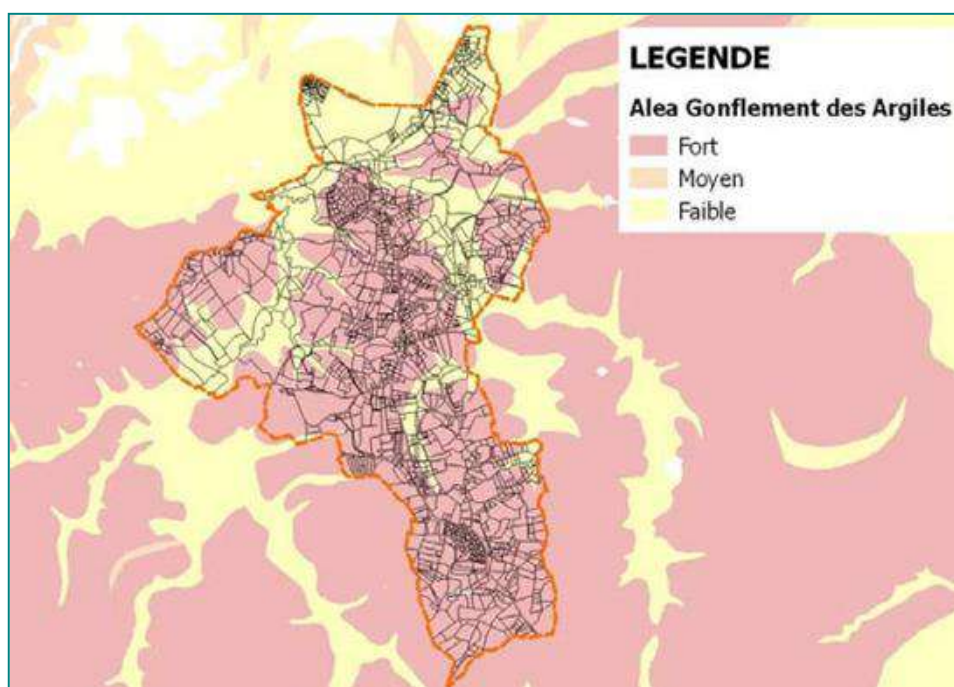 LEGENDE
Alea Gonflement des Argiles
Fort
Moyen
Faible